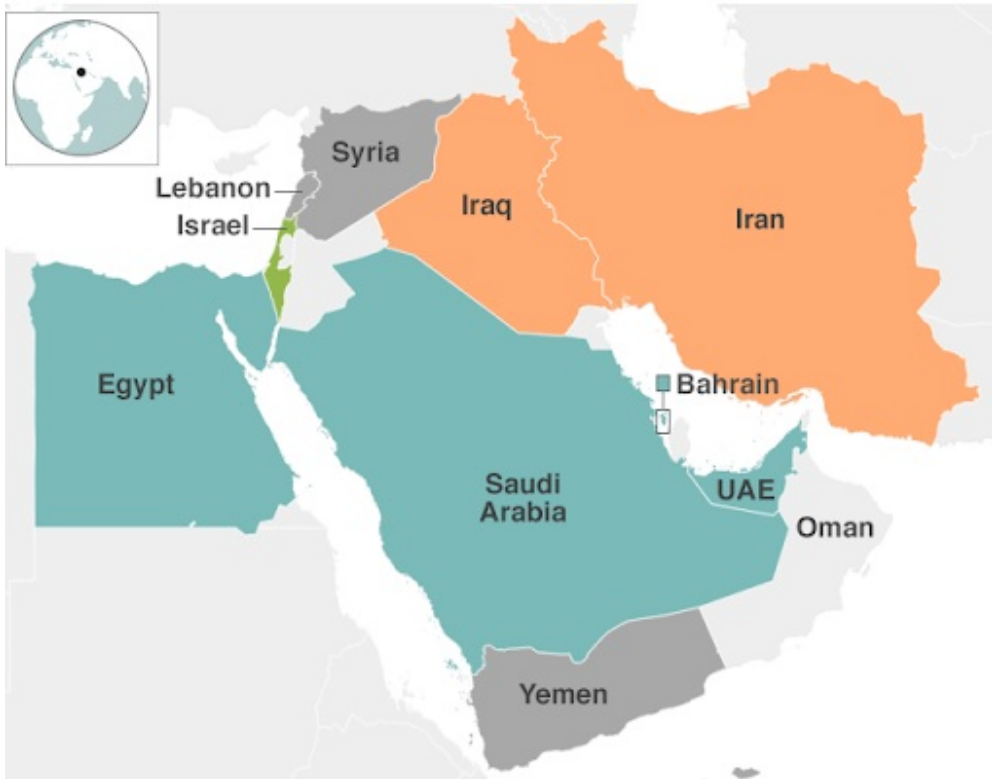 Syria
Lebanon
Israel
Iraq
Iran
Egypt
Bahrain
Saudi
Arabia
UAE
Oman
Yemen